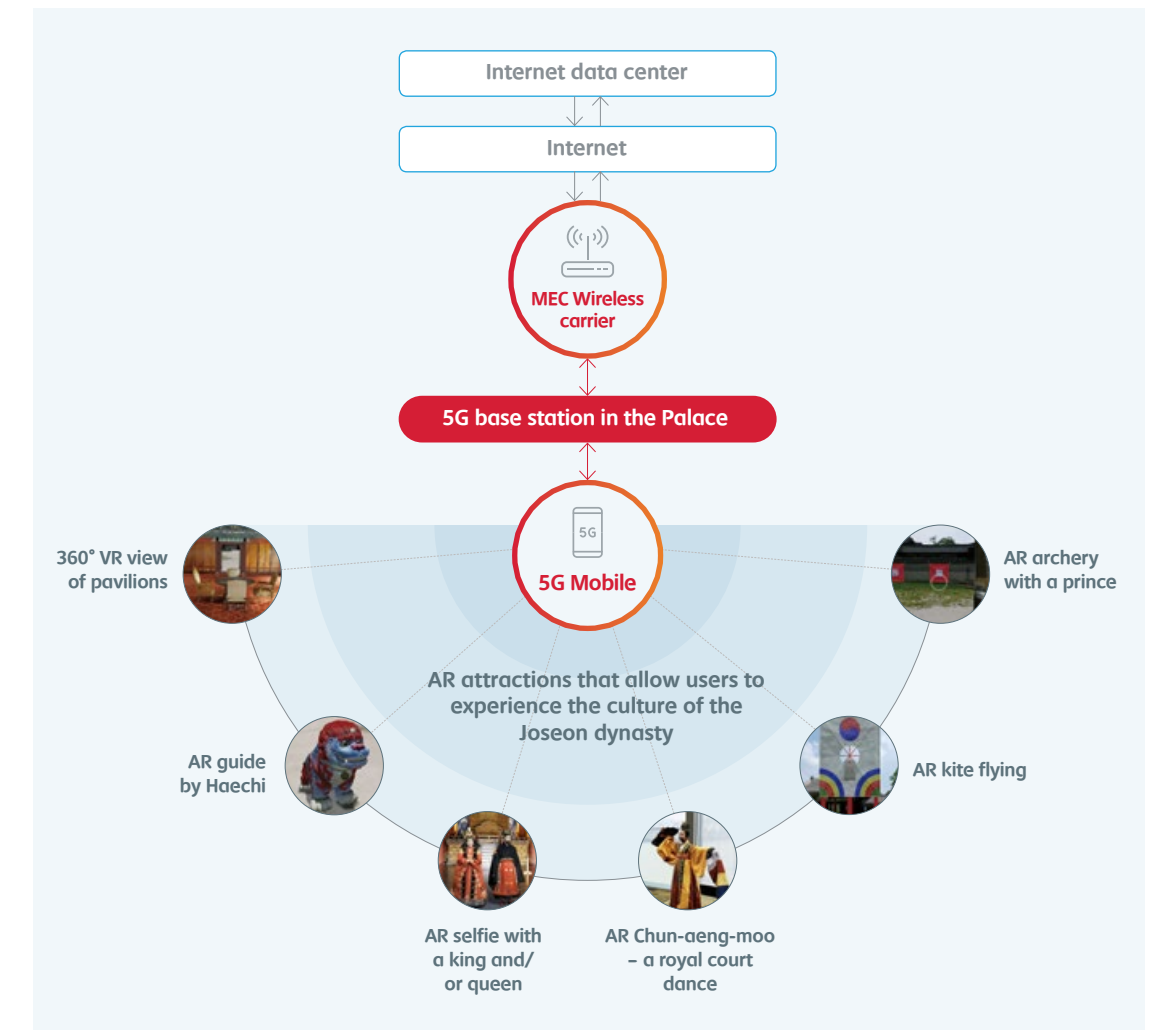 Internet data center
Internet
MEC Wireless
carrier
5G base station in the Palace
5G
5G Mobile
360° VR view
of pavilions
AR archery
with a prince
AR attractions that allow users to
experience the culture of the
Joseon dynasty
AR guide
by Haechi
AR kite flying
AR selfie with
a king and/
or queen
AR Chun-aeng-moo
– a royal court
dance